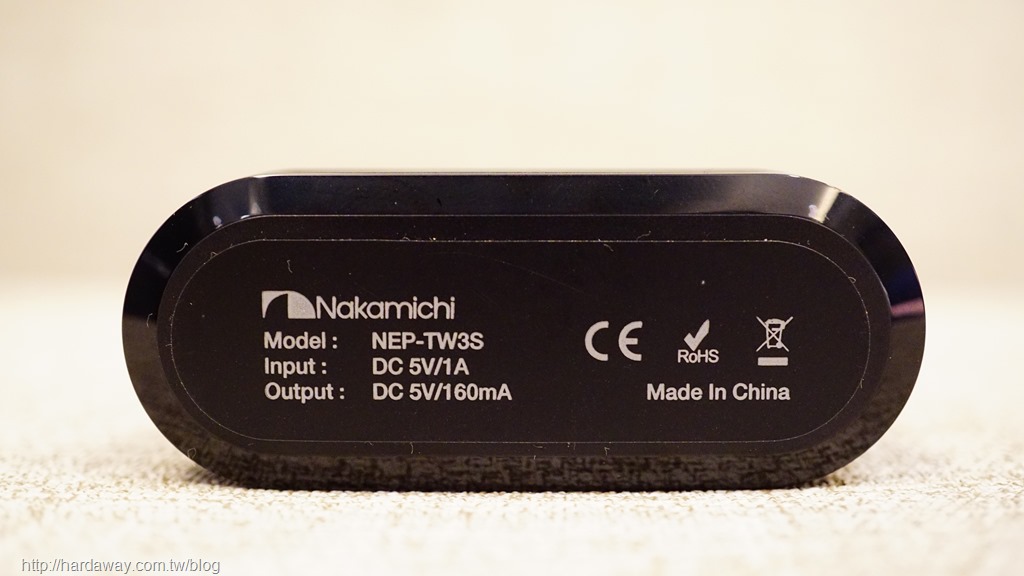 Nakamichi
Model : NEP-TW3S
Input : DC 5V/1A
Output : DC 5V/160mA
CE
RoHS
Made In China
http://hardaway.com.tw/blog